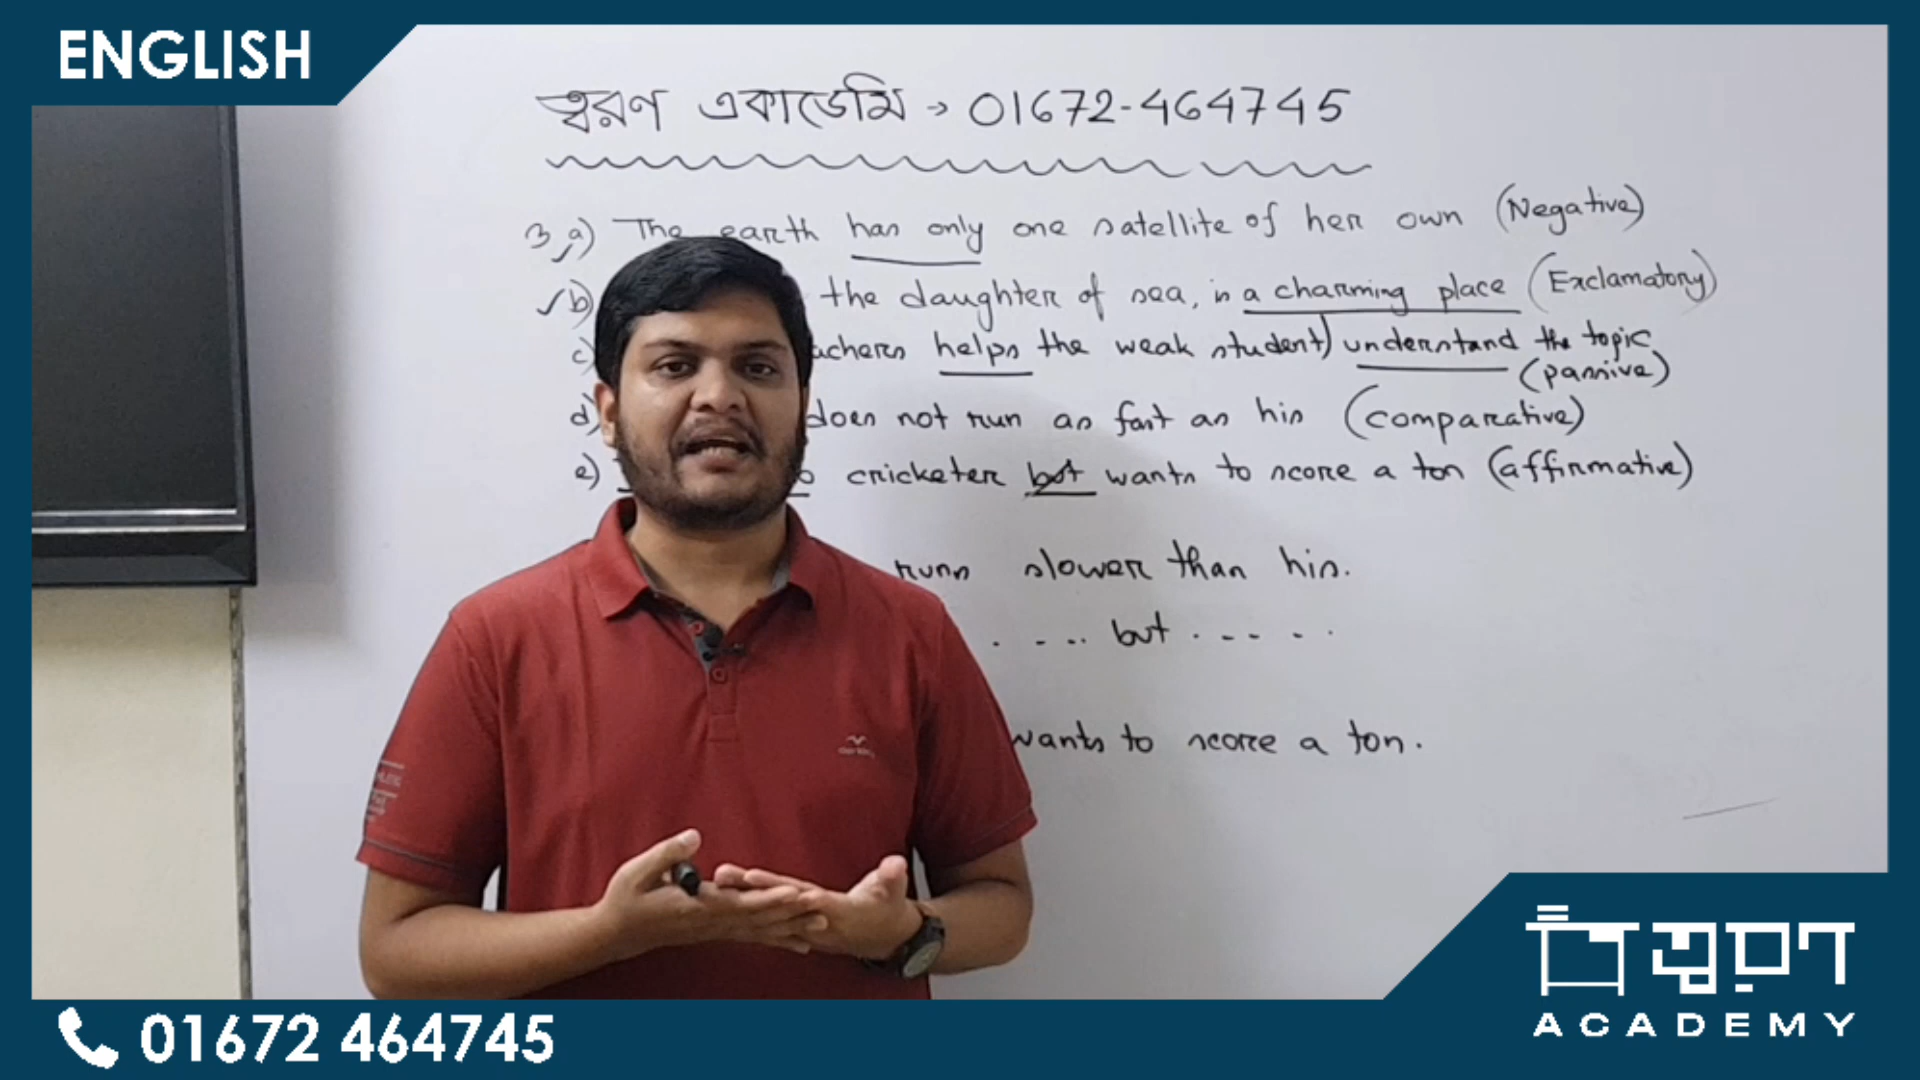 ENGLISH
স্মরণ একাডেমি → 01672-464745
3, a) The earth has only one satellite of her own (Negative)
b) the daughter of sea, is a charming place (Exclamatory)
c) achers helps the weak student) understand the topic
(passive)
d) does not run as fast as his (comparative)
e) cricketer but wants to score a ton (affirmative)
runs slower than his.
. - -.. but . - - - .
wants to score a ton.
স্মরণ
ACADEMY
01672 464745